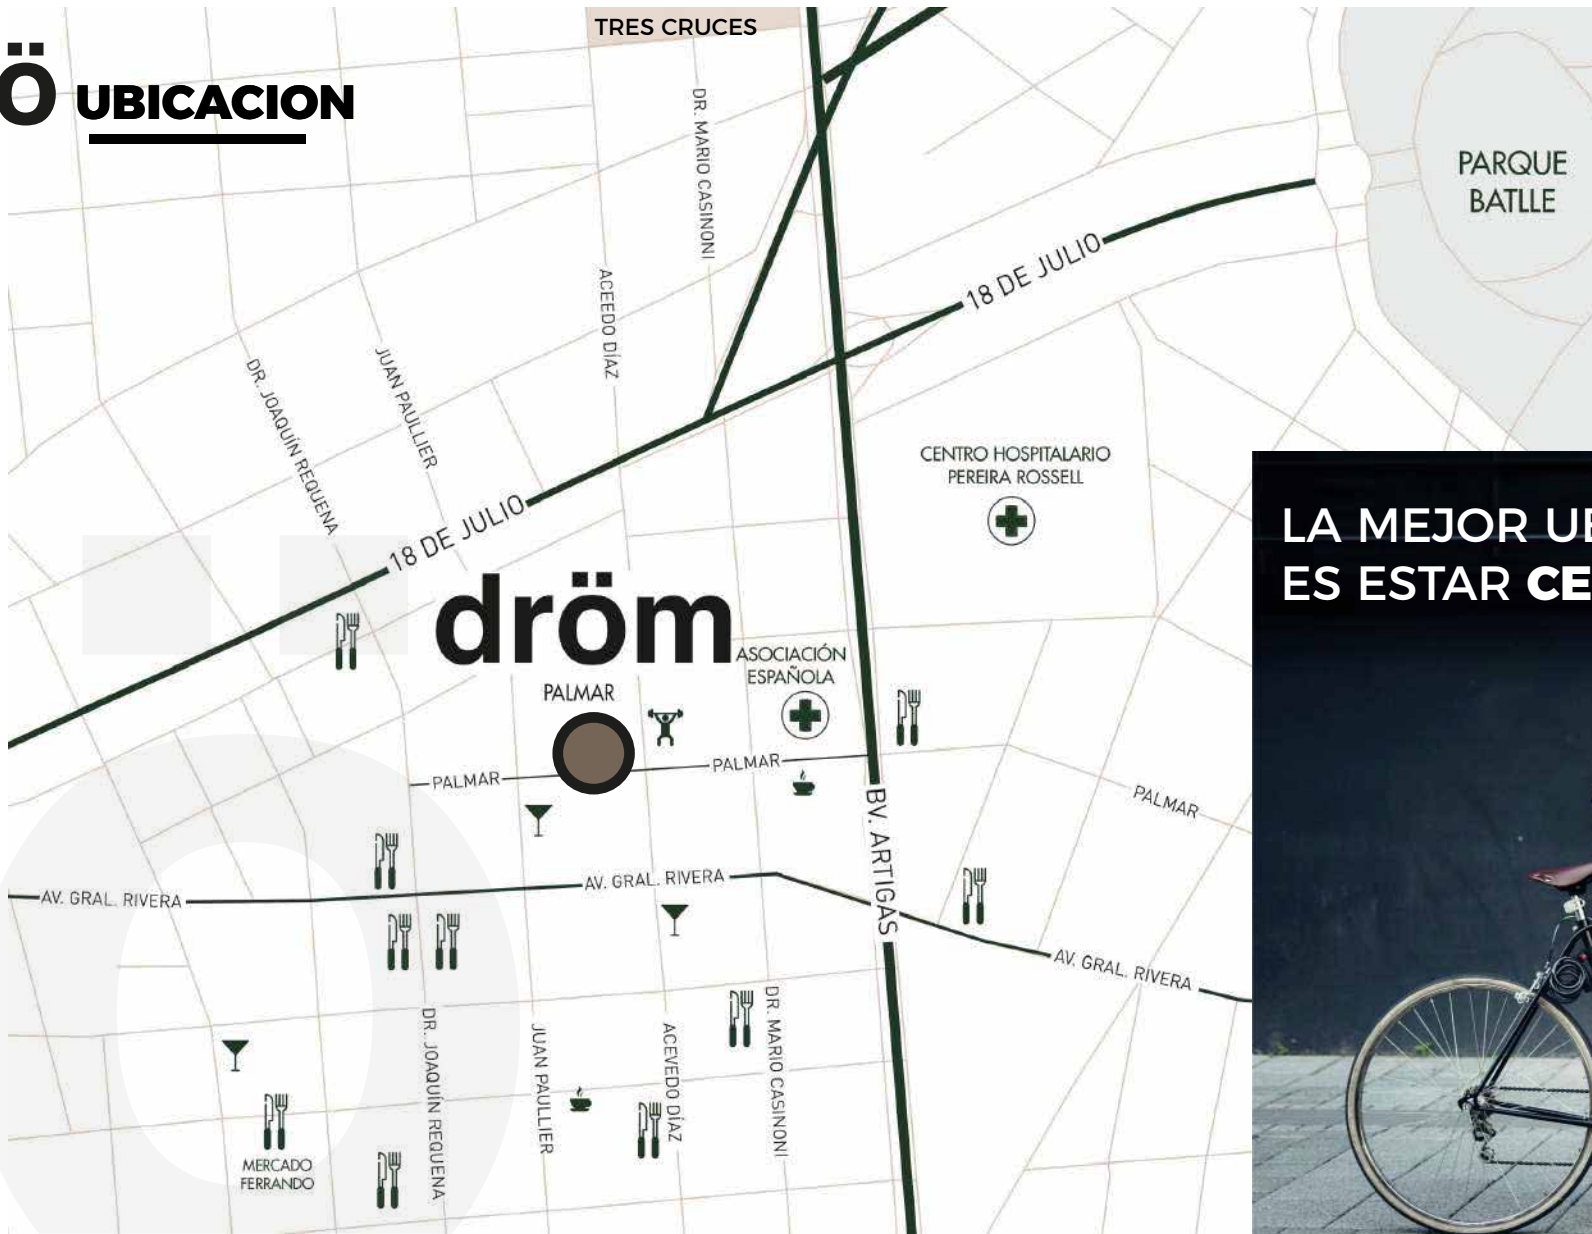 TRES CRUCES
Ö UBICACION
DR. MARIO CASINONI
PARQUE
BATLLE
18 DE JULIO
ACEEDO DÍAZ
JUAN PAULLIER
DR. JOAQUÍN REQUENA
CENTRO HOSPITALARIO
PEREIRA ROSSELL
18 DE JULIO
LA MEJOR UB
ES ESTAR CE
dröm
ASOCIACIÓN
ESPAÑOLA
PALMAR
PALMAR
PALMAR
PALMAR
BV. ARTIGAS
AV. GRAL. RIVERA
AV. GRAL. RIVERA
AV. GRAL. RIVERA
DR. JOAQUÍN REQUENA
JUAN PAULLIER
ACEVEDO DÍAZ
DR. MARIO CASINONI
MERCADO
FERRANDO